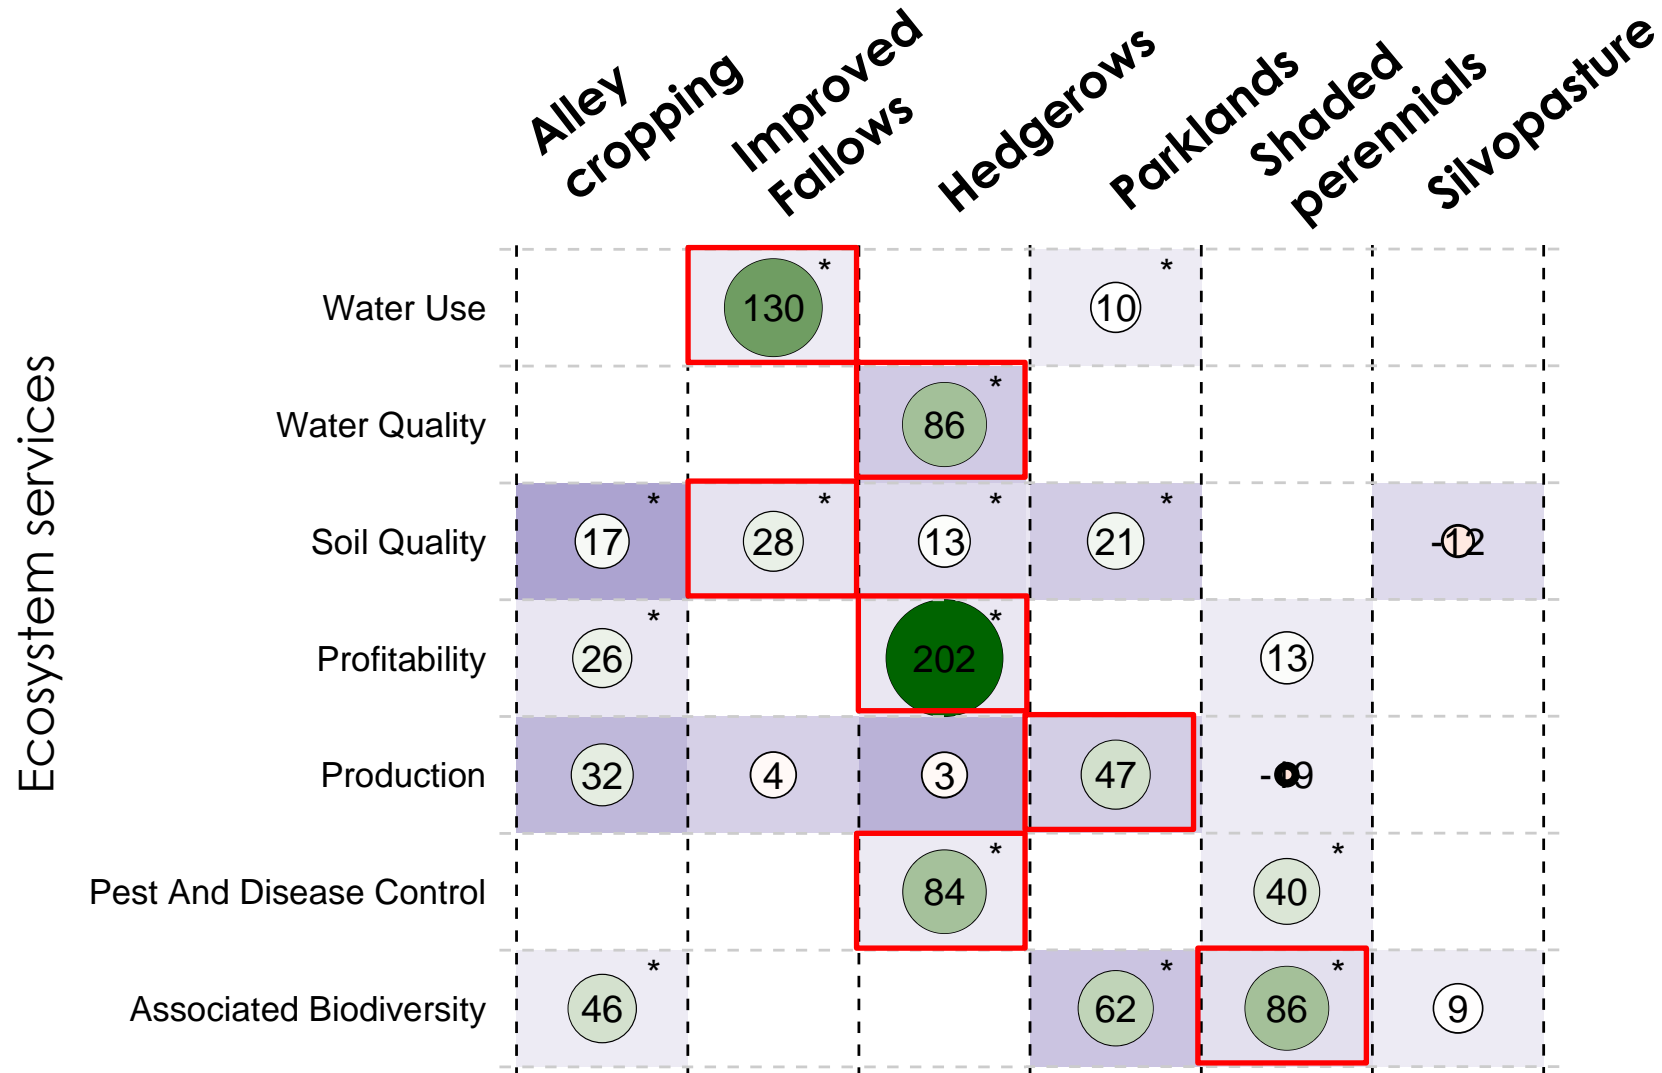 Alley
cropping
Improved
Fallows
Hedgerows
Parklands
Shaded
perennials
Silvopasture
Ecosystem services
Water Use
130 *
10 *
Water Quality
86 *
Soil Quality
17 *
28 *
13 *
21 *
-12
Profitability
26 *
202 *
13
Production
32
4
3
47
Pest And Disease Control
84 *
40 *
Associated Biodiversity
46 *
62 *
86 *
9